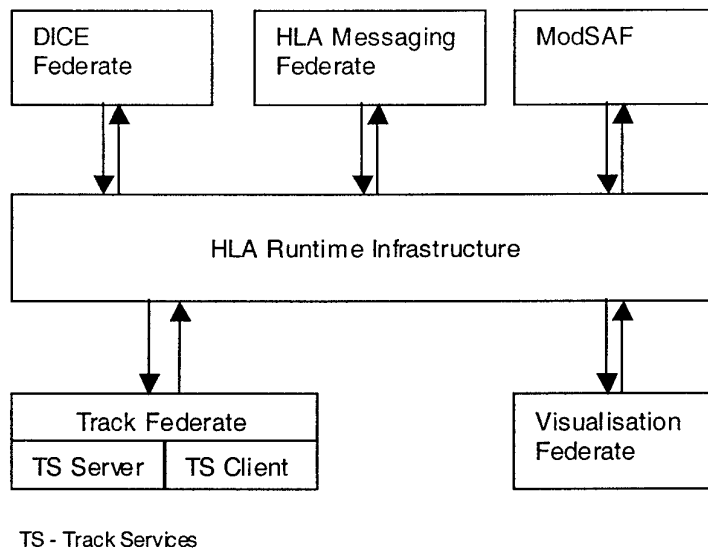 DICE
Federate
HLA Messaging
Federate
ModSAF
HLA Runtime Infrastructure
Track Federate
TS Server
TS Client
Visualisation
Federate
TS - Track Services